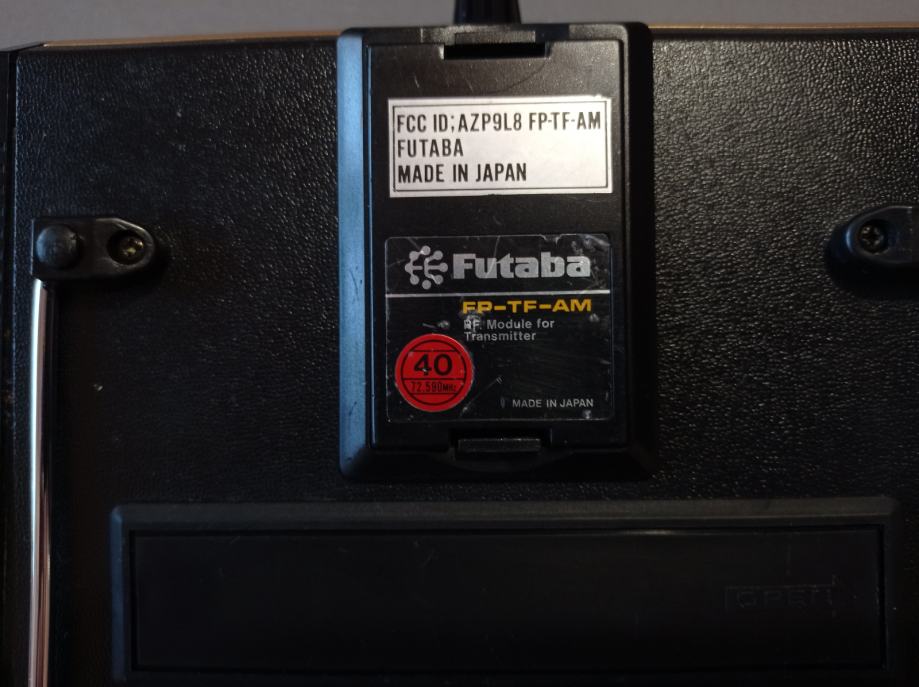 FCC ID;AZP9L8 FP-TF-AM
FUTABA
MADE IN JAPAN
Futaba
FP-TF-AM
RF. Module for
Transmitter
40
72.590MHz
MADE IN JAPAN
OPEN